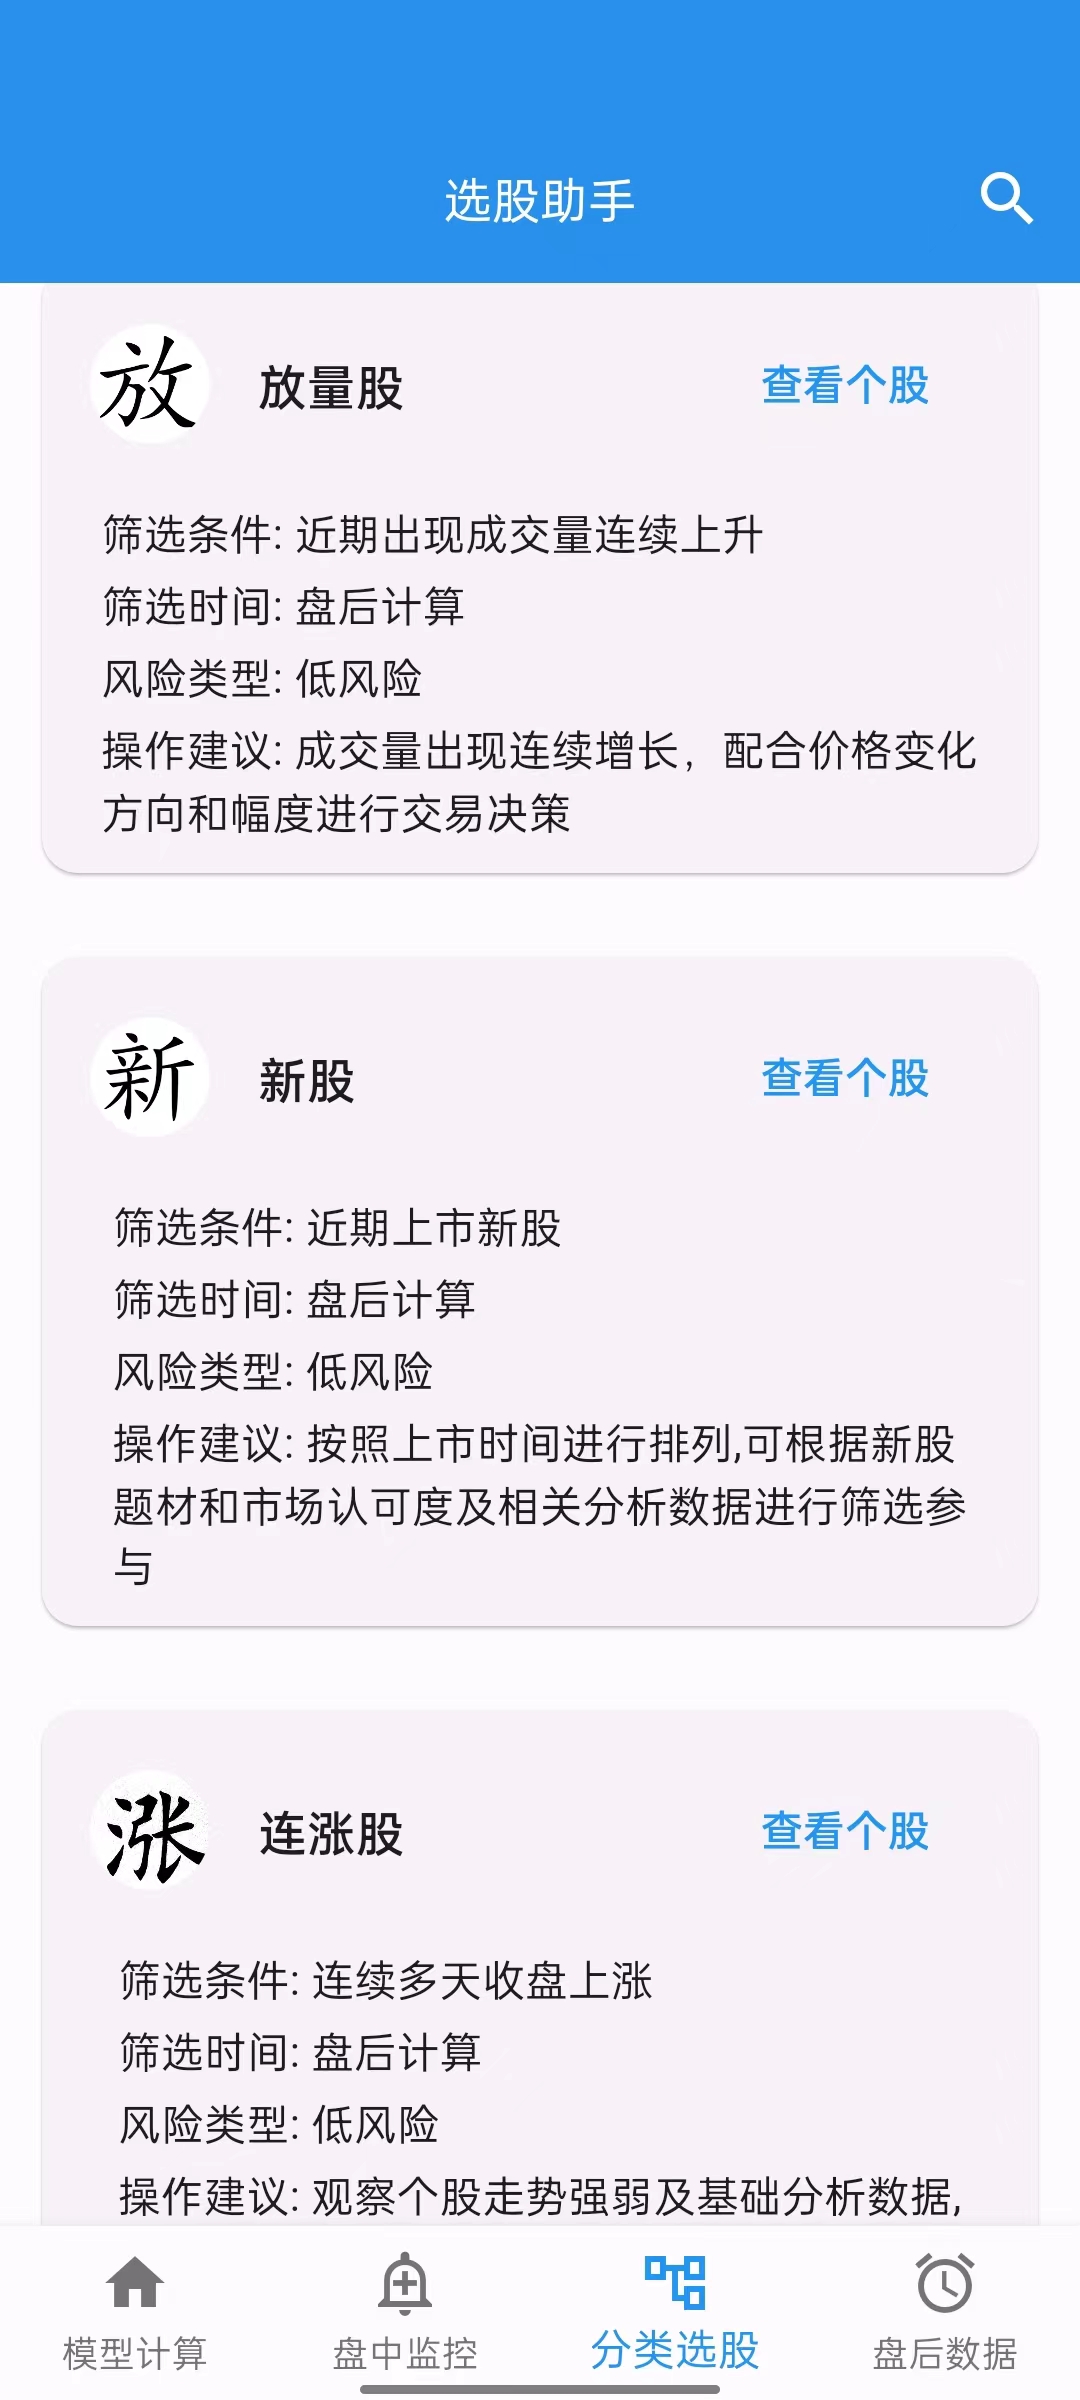 选股助手
放
放量股
查看个股
筛选条件: 近期出现成交量连续上升
筛选时间: 盘后计算
风险类型: 低风险
操作建议: 成交量出现连续增长，配合价格变化
方向和幅度进行交易决策
新
新股
查看个股
筛选条件: 近期上市新股
筛选时间: 盘后计算
风险类型: 低风险
操作建议: 按照上市时间进行排列,可根据新股
题材和市场认可度及相关分析数据进行筛选参
与
涨
连涨股
查看个股
筛选条件: 连续多天收盘上涨
筛选时间: 盘后计算
风险类型: 低风险
操作建议: 观察个股走势强弱及基础分析数据,
模型计算
盘中监控
分类选股
盘后数据